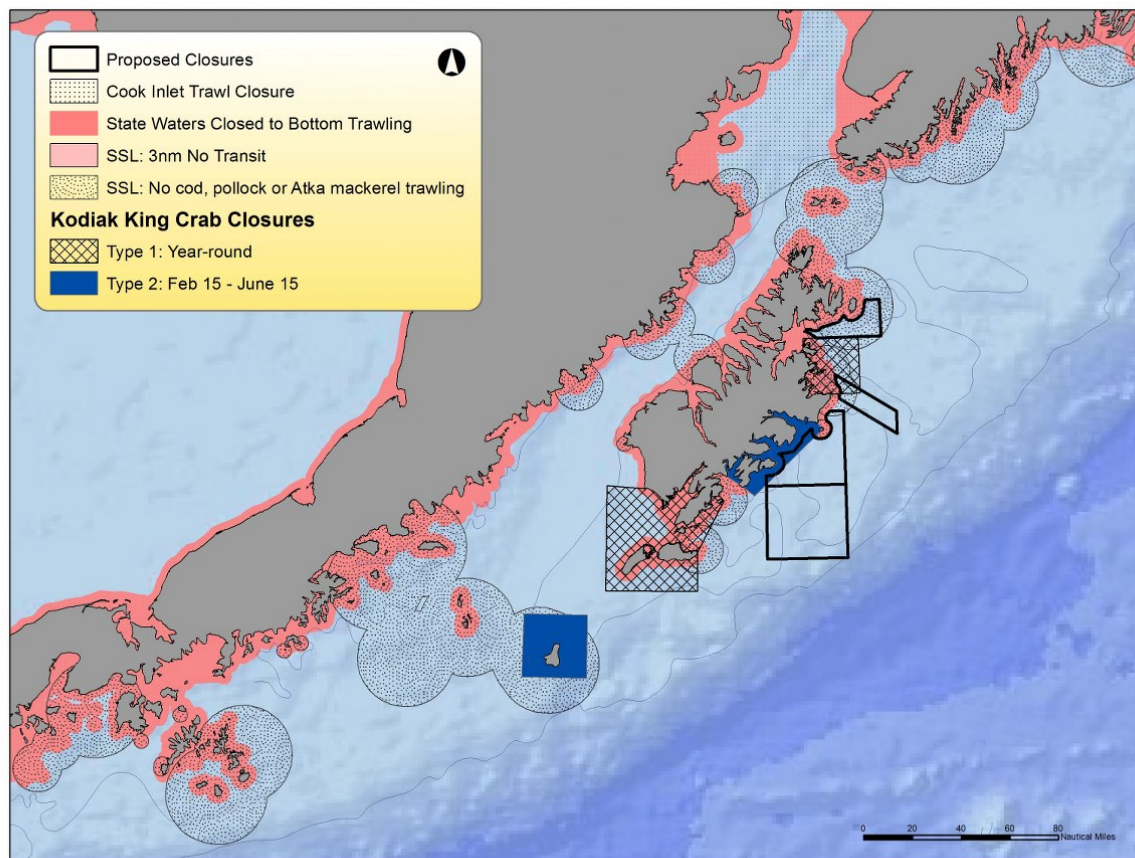 Proposed Closures
Cook Inlet Trawl Closure
State Waters Closed to Bottom Trawling
SSL: 3nm No Transit
SSL: No cod, pollock or Atka mackerel trawling
Kodiak King Crab Closures
Type 1: Year-round
Type 2: Feb 15 - June 15
0 20 40 60 80
Nautical Miles